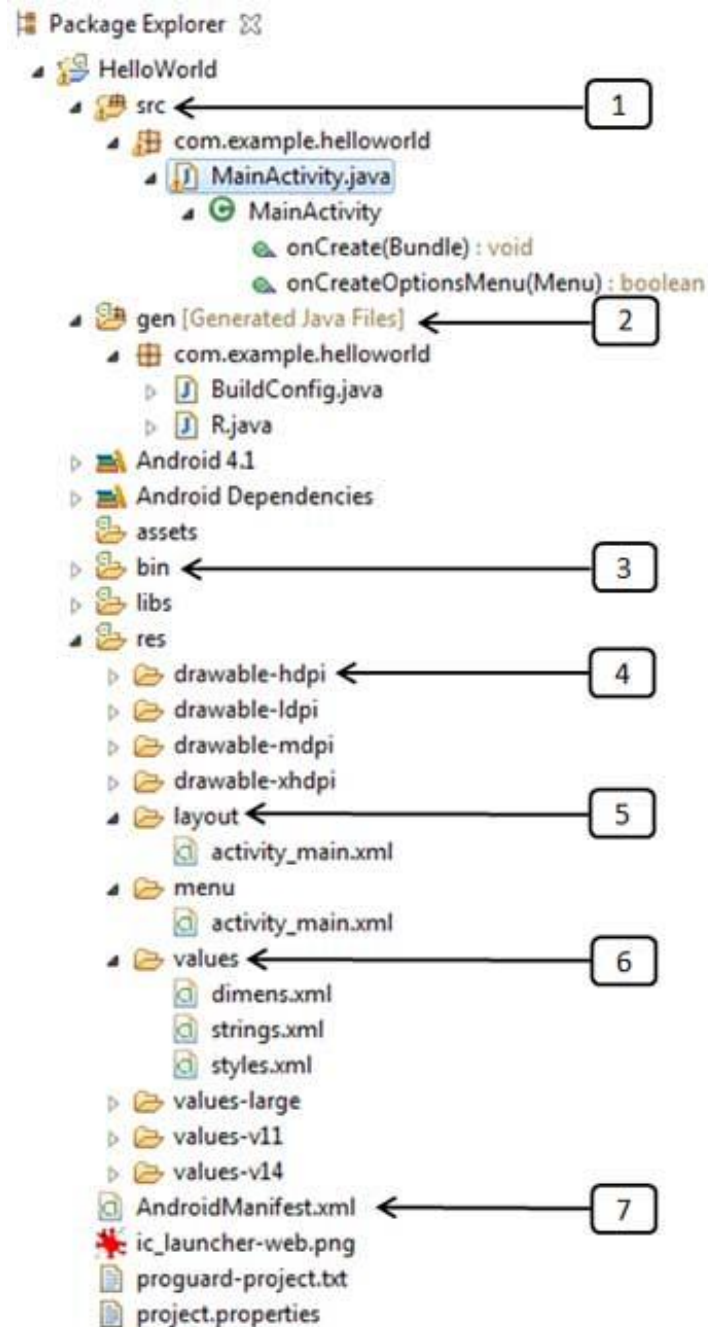 Package Explorer
HelloWorld
src
1
com.example.helloworld
MainActivity.java
MainActivity
onCreate(Bundle) : void
onCreateOptionsMenu(Menu) : boolean
gen [Generated Java Files]
2
com.example.helloworld
BuildConfig.java
R.java
Android 4.1
Android Dependencies
assets
bin
3
libs
res
drawable-hdpi
4
drawable-ldpi
drawable-mdpi
drawable-xhdpi
layout
5
activity_main.xml
menu
activity_main.xml
values
6
dimens.xml
strings.xml
styles.xml
values-large
values-v11
values-v14
AndroidManifest.xml
7
ic_launcher-web.png
proguard-project.txt
project.properties